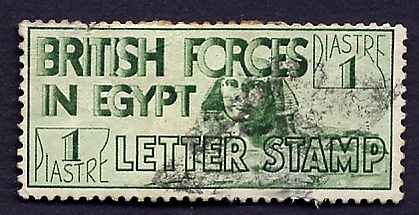 BRITISH FORCES
IN EGYPT
PIASTRE
1
1
PIASTRE
LETTER STAMP